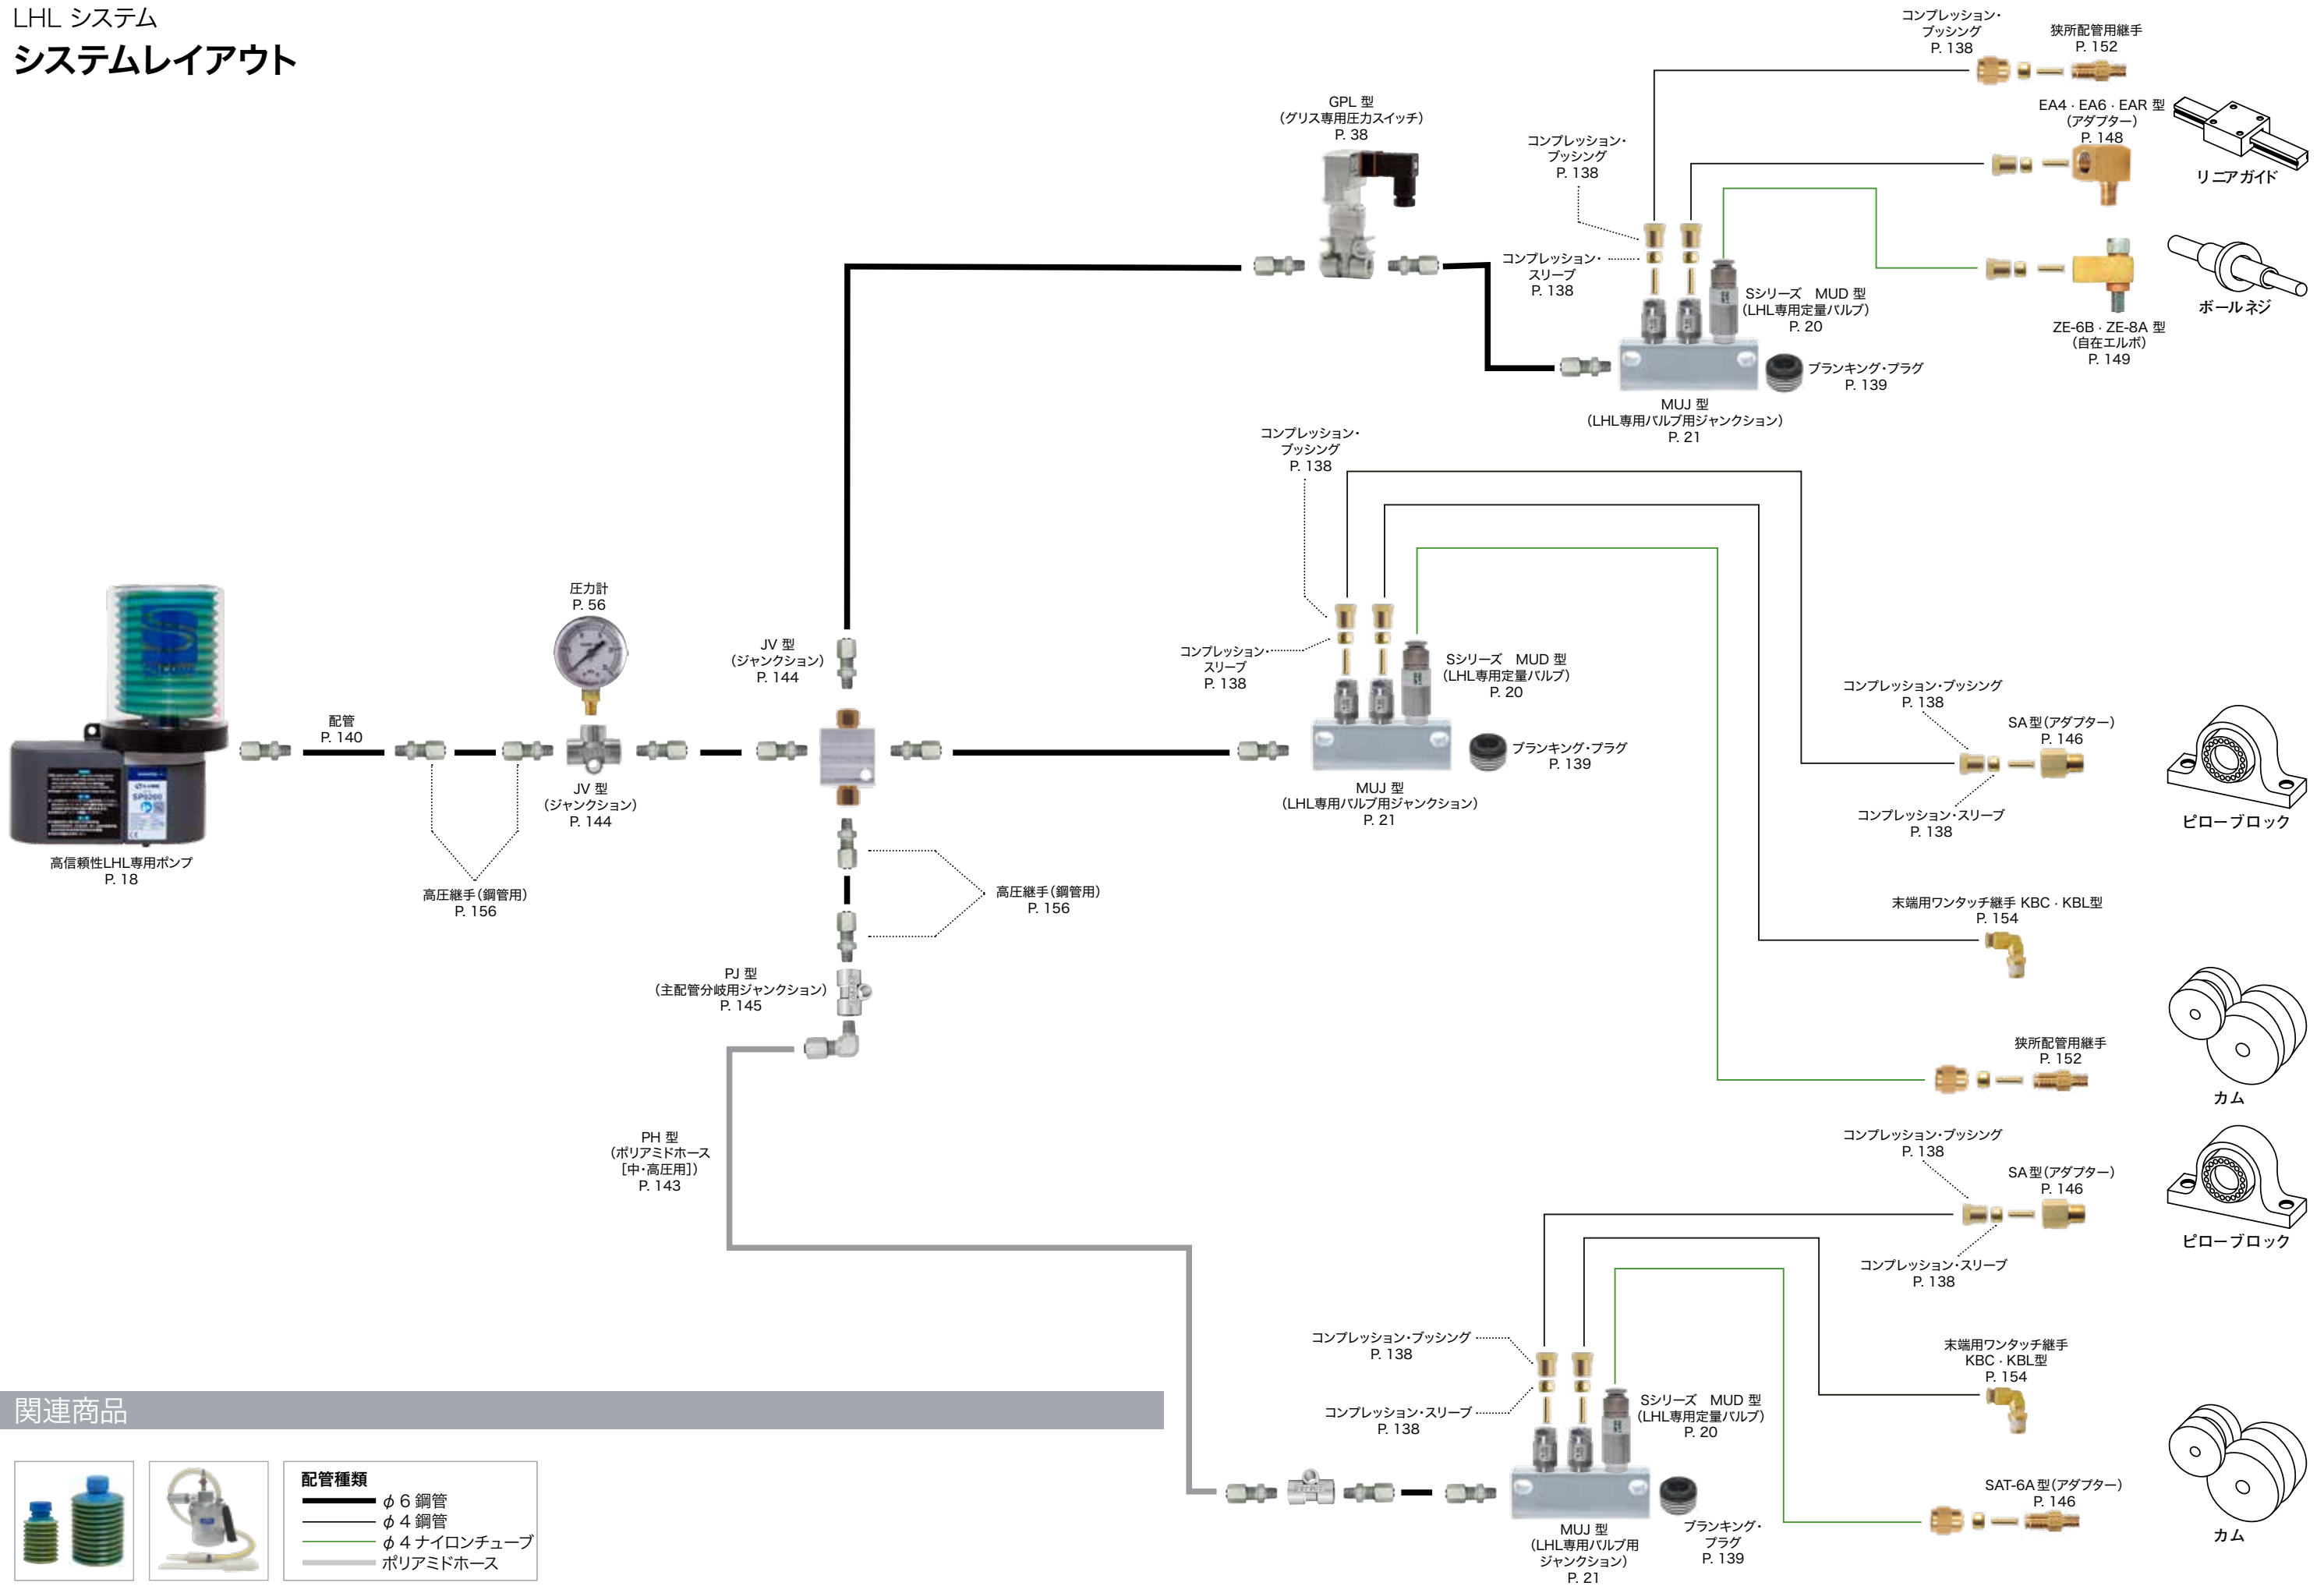 LHL システム
システムレイアウト
コンプレッション・
ブッシング
P. 138
狭所配管用継手
P. 152
GPL 型
（グリス専用圧力スイッチ）
P. 38
コンプレッション・
ブッシング
P. 138
EA4・EA6・EAR 型
（アダプター）
P. 148
リニアガイド
コンプレッション・
スリーブ
P. 138
Sシリーズ　MUD 型
（LHL専用定量バルブ）
P. 20
ボールネジ
ZE-6B・ZE-8A 型
（自在エルボ）
P. 149
ブランキング・プラグ
P. 139
MUJ 型
（LHL専用バルブ用ジャンクション）
P. 21
コンプレッション・
ブッシング
P. 138
圧力計
P. 56
JV 型
（ジャンクション）
P. 144
コンプレッション・
スリーブ
P. 138
Sシリーズ　MUD 型
（LHL専用定量バルブ）
P. 20
コンプレッション・ブッシング
P. 138
SA型（アダプター）
P. 146
配管
P. 140
ブランキング・プラグ
P. 139
JV 型
（ジャンクション）
P. 144
MUJ 型
（LHL専用バルブ用ジャンクション）
P. 21
コンプレッション・スリーブ
P. 138
ピローブロック
SP0260
高信頼性LHL専用ポンプ
P. 18
高圧継手（鋼管用）
P. 156
高圧継手（鋼管用）
P. 156
末端用ワンタッチ継手 KBC・KBL型
P. 154
PJ 型
（主配管分岐用ジャンクション）
P. 145
狭所配管用継手
P. 152
カム
PH 型
（ポリアミドホース
［中・高圧用］）
P. 143
コンプレッション・ブッシング
P. 138
SA型（アダプター）
P. 146
ピローブロック
コンプレッション・スリーブ
P. 138
コンプレッション・ブッシング
P. 138
末端用ワンタッチ継手
KBC・KBL型
P. 154
コンプレッション・スリーブ
P. 138
Sシリーズ　MUD 型
（LHL専用定量バルブ）
P. 20
SAT-6A型（アダプター）
P. 146
カム
MUJ 型
（LHL専用バルブ用
ジャンクション）
P. 21
ブランキング・
プラグ
P. 139
関連商品
配管種類
φ6 鋼管
φ4 鋼管
φ4 ナイロンチューブ
ポリアミドホース